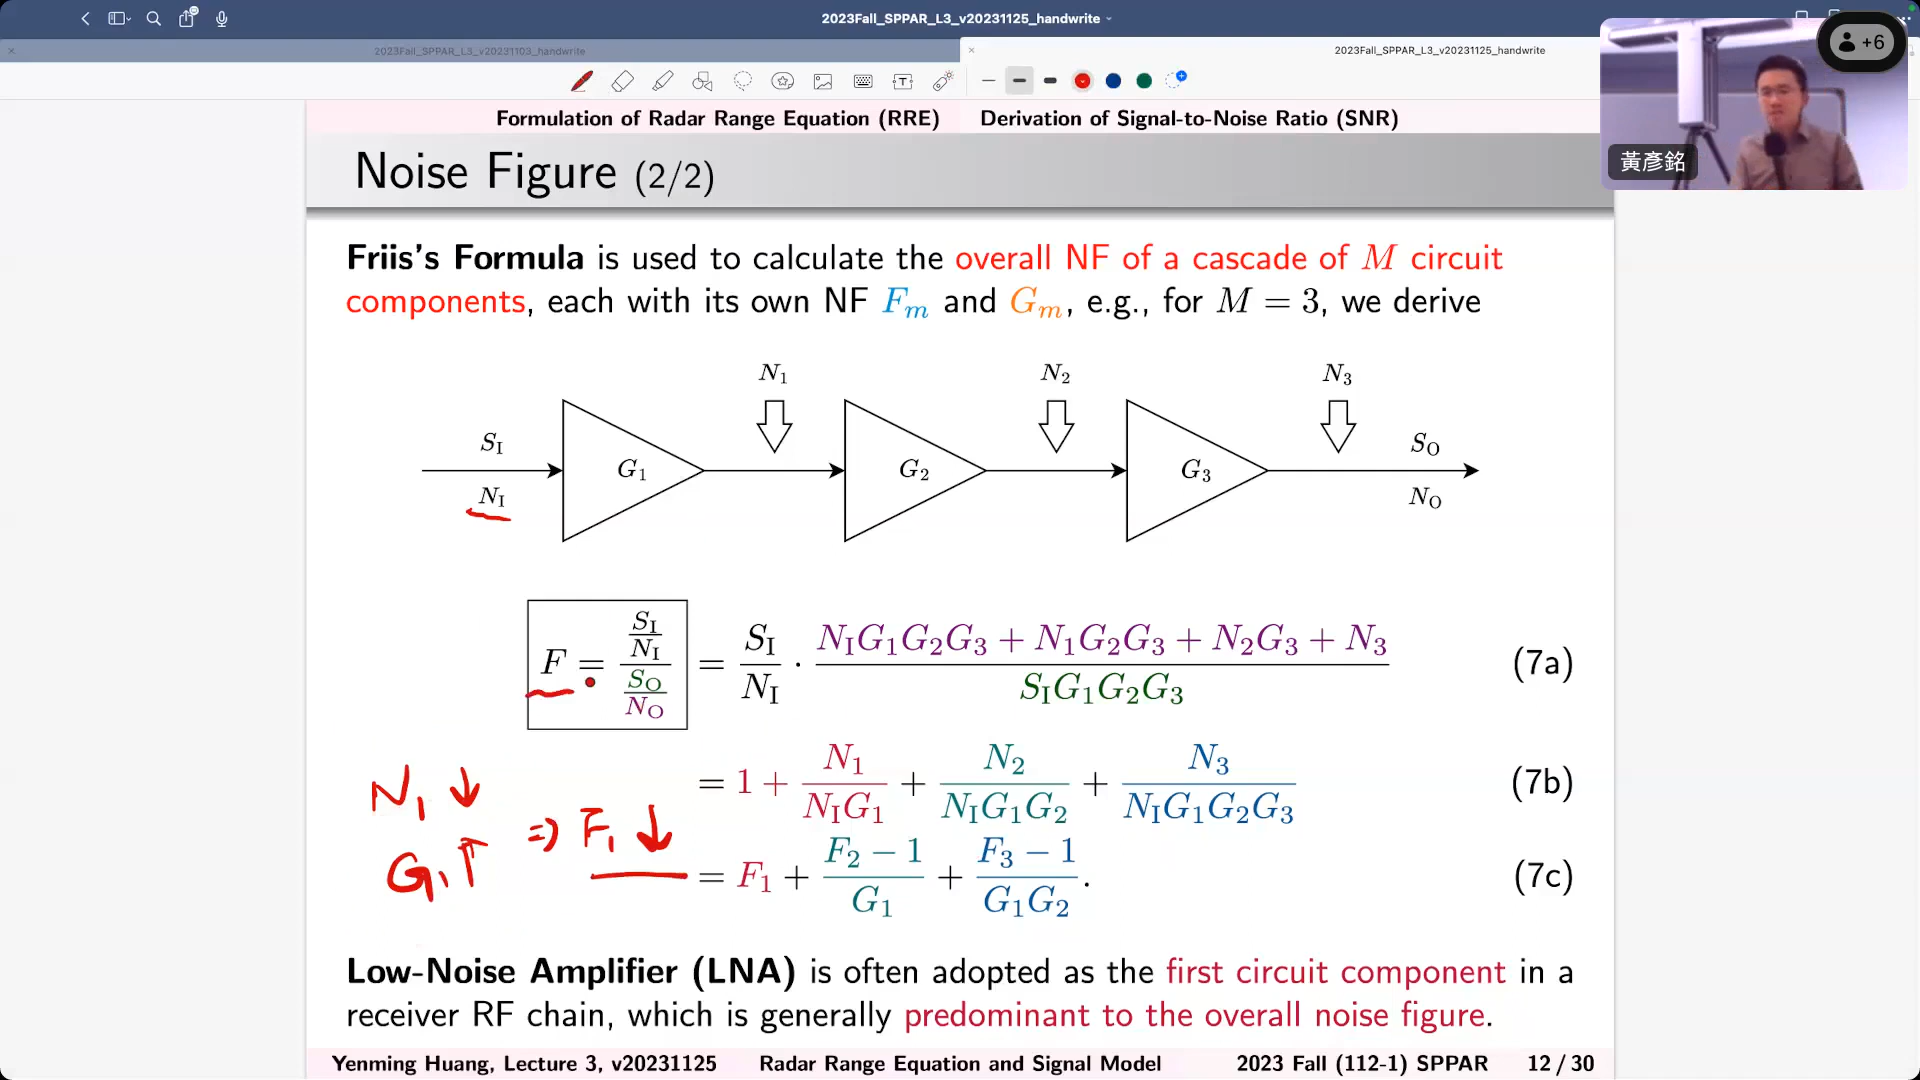 2023Fall_SPPAR_L3_v20231125_handwrite
2023Fall_SPPAR_L3_v20231103_handwrite
2023Fall_SPPAR_L3_v20231125_handwrite
+6
黃彥銘
Formulation of Radar Range Equation (RRE) Derivation of Signal-to-Noise Ratio (SNR)
Noise Figure (2/2)
Friis's Formula is used to calculate the overall NF of a cascade of M circuit
components, each with its own NF F_m and G_m, e.g., for M = 3, we derive
N_1 N_2 N_3
S_I G_1 G_2 G_3 S_O
N_I N_O
F = (S_I/N_I)/(S_O/N_O) = S_I/N_I · (N_I G_1 G_2 G_3 + N_1 G_2 G_3 + N_2 G_3 + N_3)/(S_I G_1 G_2 G_3) (7a)
= 1 + N_1/(N_I G_1) + N_2/(N_I G_1 G_2) + N_3/(N_I G_1 G_2 G_3) (7b)
N_1 ↓
G_1 ↑ ⇒ F_1 ↓
= F_1 + (F_2 − 1)/G_1 + (F_3 − 1)/(G_1 G_2). (7c)
Low-Noise Amplifier (LNA) is often adopted as the first circuit component in a
receiver RF chain, which is generally predominant to the overall noise figure.
Yenming Huang, Lecture 3, v20231125 Radar Range Equation and Signal Model 2023 Fall (112-1) SPPAR 12 / 30